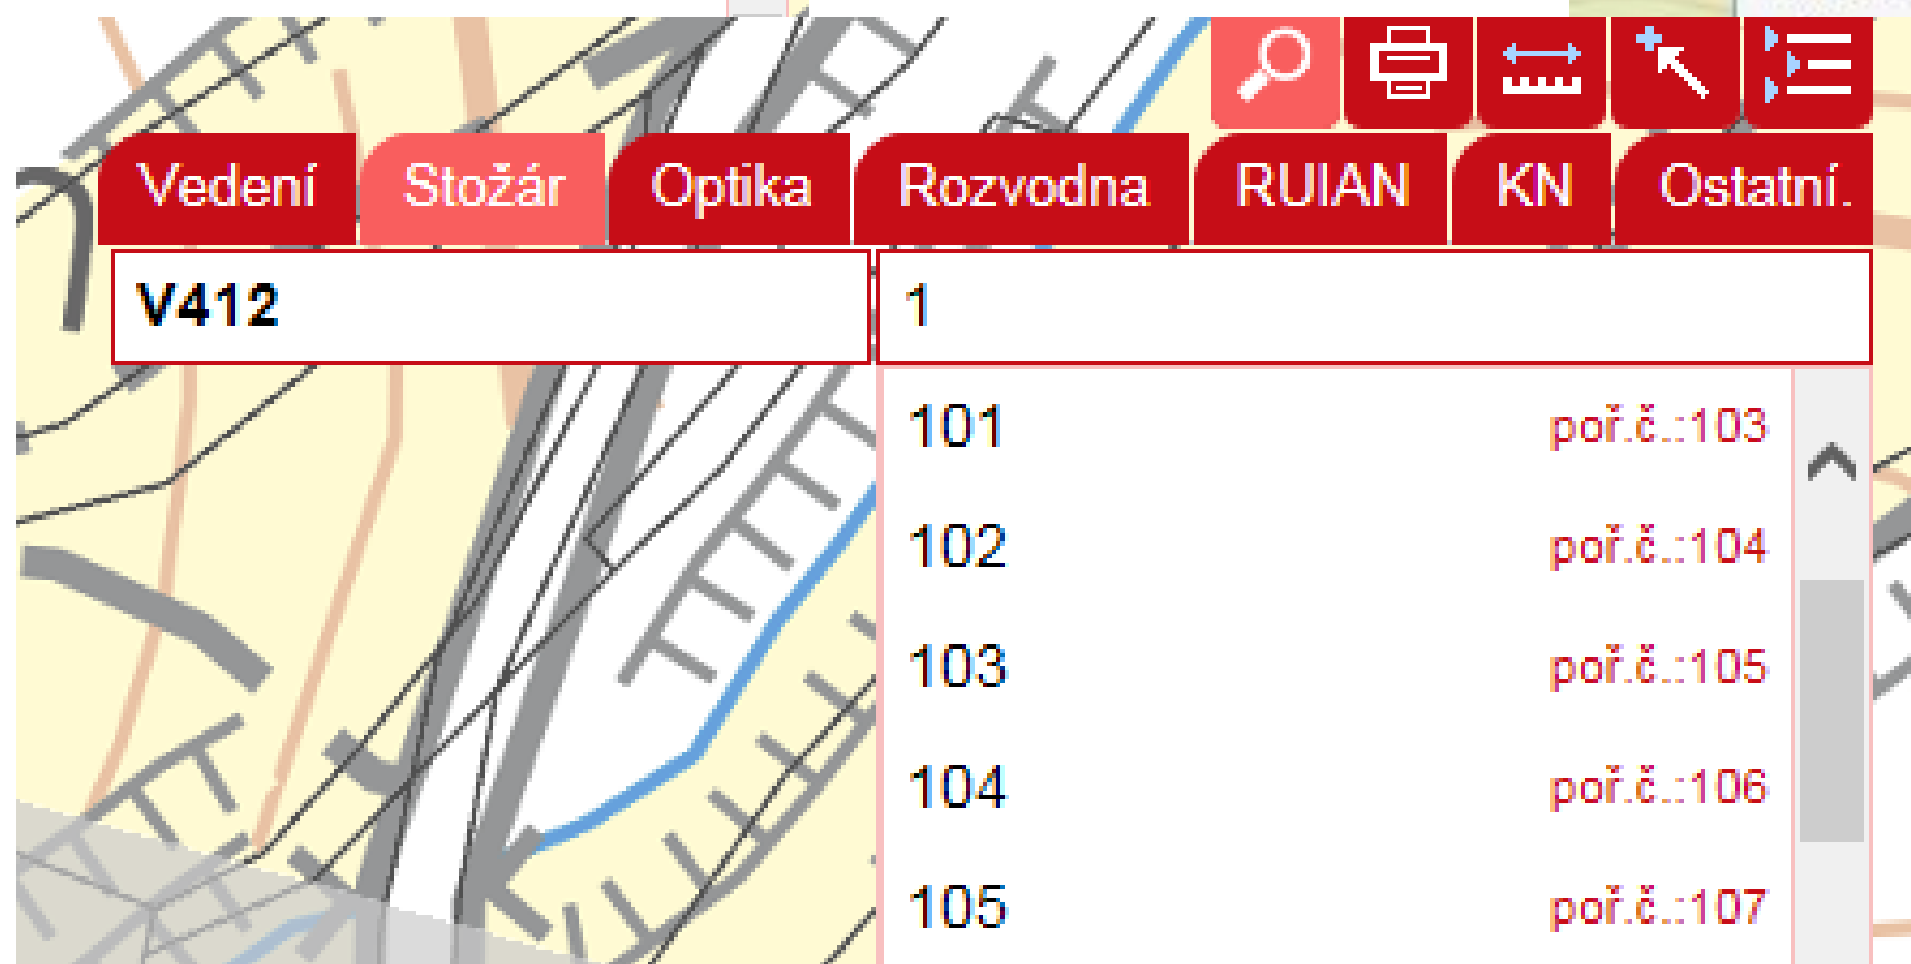 Vedení Stožár Optika Rozvodna RUIAN KN Ostatní.
V412 1
101 poř.č.:103
102 poř.č.:104
103 poř.č.:105
104 poř.č.:106
105 poř.č.:107